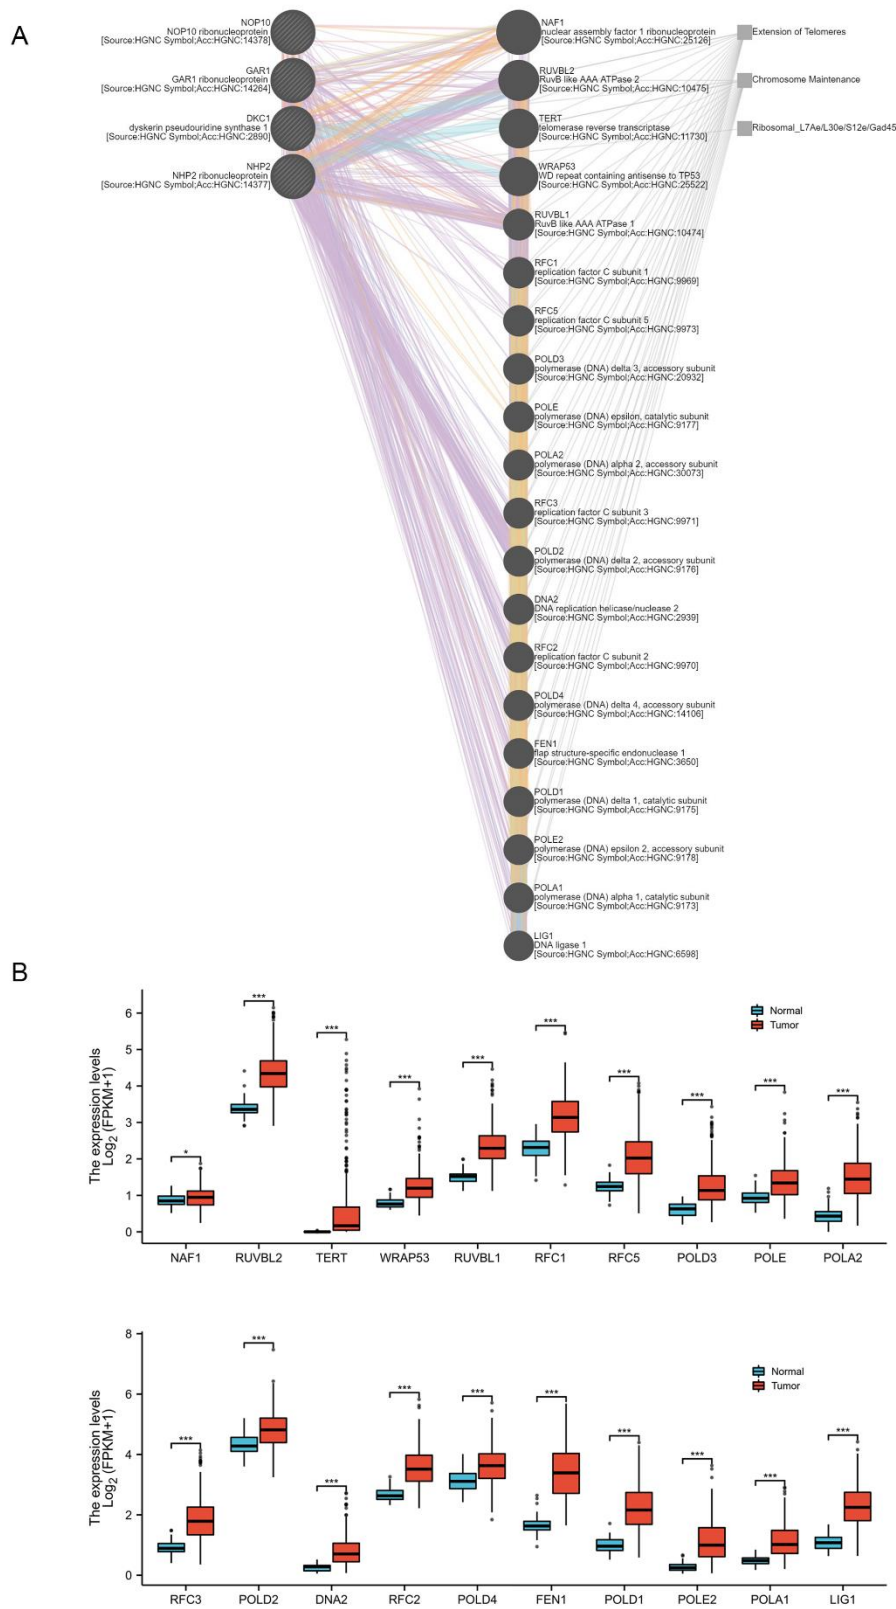 A
NOP10
NOP10 ribonucleoprotein
[Source:HGNC Symbol;Acc:HGNC:14378]
GAR1
GAR1 ribonucleoprotein
[Source:HGNC Symbol;Acc:HGNC:14264]
DKC1
dyskerin pseudouridine synthase 1
[Source:HGNC Symbol;Acc:HGNC:2890]
NHP2
NHP2 ribonucleoprotein
[Source:HGNC Symbol;Acc:HGNC:14377]
NAF1
nuclear assembly factor 1 ribonucleoprotein
[Source:HGNC Symbol;Acc:HGNC:25126]
RUVBL2
RuvB like AAA ATPase 2
[Source:HGNC Symbol;Acc:HGNC:10475]
TERT
telomerase reverse transcriptase
[Source:HGNC Symbol;Acc:HGNC:11730]
WRAP53
WD repeat containing antisense to TP53
[Source:HGNC Symbol;Acc:HGNC:25522]
RUVBL1
RuvB like AAA ATPase 1
[Source:HGNC Symbol;Acc:HGNC:10474]
RFC1
replication factor C subunit 1
[Source:HGNC Symbol;Acc:HGNC:9969]
RFC5
replication factor C subunit 5
[Source:HGNC Symbol;Acc:HGNC:9973]
POLD3
polymerase (DNA) delta 3, accessory subunit
[Source:HGNC Symbol;Acc:HGNC:20932]
POLE
polymerase (DNA) epsilon, catalytic subunit
[Source:HGNC Symbol;Acc:HGNC:9177]
POLA2
polymerase (DNA) alpha 2, accessory subunit
[Source:HGNC Symbol;Acc:HGNC:30073]
RFC3
replication factor C subunit 3
[Source:HGNC Symbol;Acc:HGNC:9971]
POLD2
polymerase (DNA) delta 2, accessory subunit
[Source:HGNC Symbol;Acc:HGNC:9176]
DNA2
DNA replication helicase/nuclease 2
[Source:HGNC Symbol;Acc:HGNC:2939]
RFC2
replication factor C subunit 2
[Source:HGNC Symbol;Acc:HGNC:9970]
POLD4
polymerase (DNA) delta 4, accessory subunit
[Source:HGNC Symbol;Acc:HGNC:14106]
FEN1
flap structure-specific endonuclease 1
[Source:HGNC Symbol;Acc:HGNC:3650]
POLD1
polymerase (DNA) delta 1, catalytic subunit
[Source:HGNC Symbol;Acc:HGNC:9175]
POLE2
polymerase (DNA) epsilon 2, accessory subunit
[Source:HGNC Symbol;Acc:HGNC:9178]
POLA1
polymerase (DNA) alpha 1, catalytic subunit
[Source:HGNC Symbol;Acc:HGNC:9173]
LIG1
DNA ligase 1
[Source:HGNC Symbol;Acc:HGNC:6598]
Extension of Telomeres
Chromosome Maintenance
Ribosomal_L7Ae/L30e/S12e/Gad45
B
The expression levels
Log2 (FPKM+1)
6
5
4
3
2
1
0
* *** *** *** *** *** *** *** *** ***
Normal
Tumor
NAF1 RUVBL2 TERT WRAP53 RUVBL1 RFC1 RFC5 POLD3 POLE POLA2
The expression levels
Log2 (FPKM+1)
8
6
4
2
0
*** *** *** *** *** *** *** *** *** ***
Normal
Tumor
RFC3 POLD2 DNA2 RFC2 POLD4 FEN1 POLD1 POLE2 POLA1 LIG1